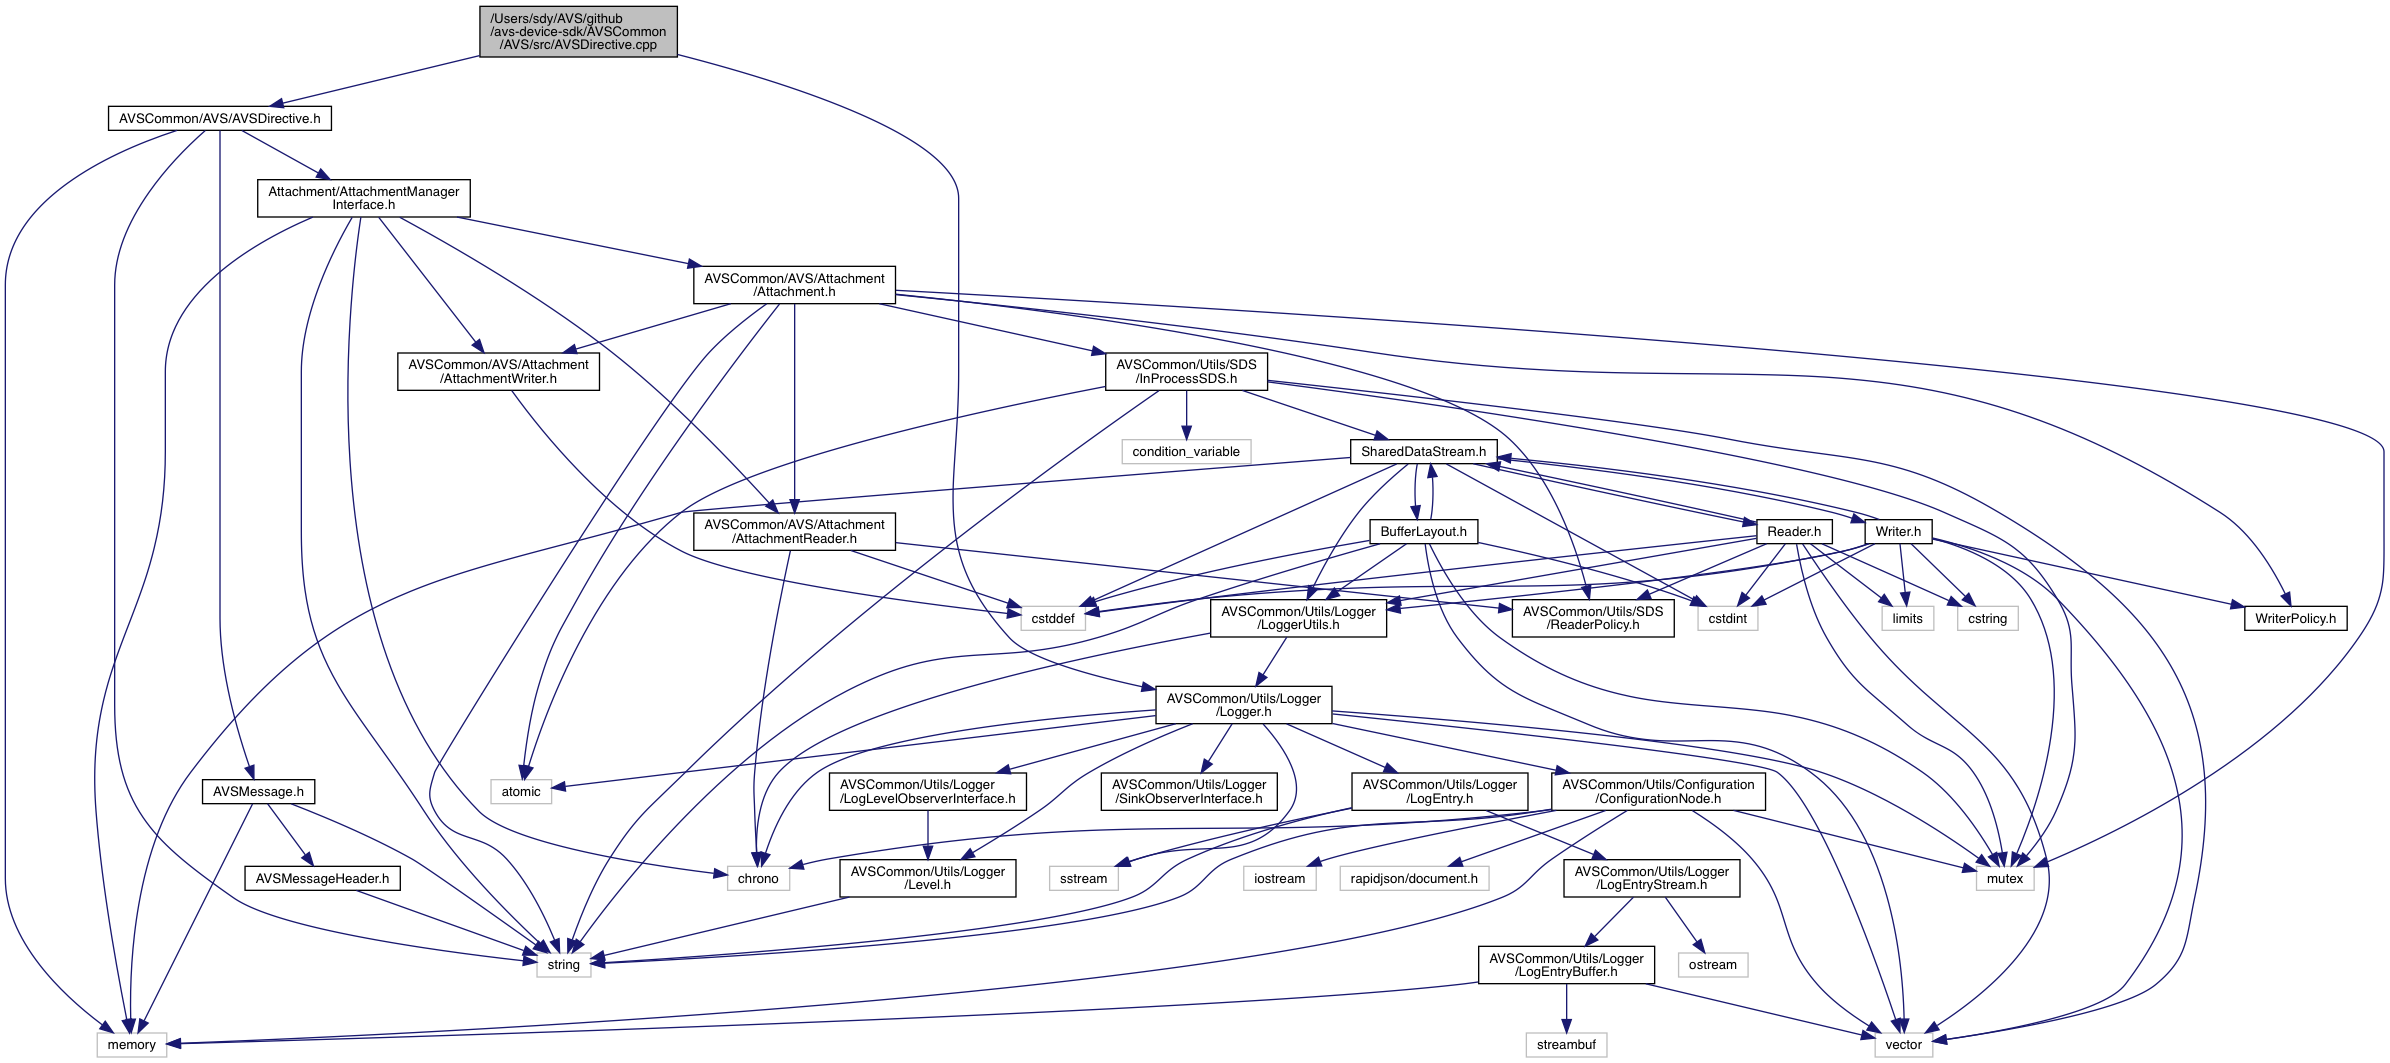 /Users/sdy/AVS/github
/avs-device-sdk/AVSCommon
/AVS/src/AVSDirective.cpp
AVSCommon/AVS/AVSDirective.h
Attachment/AttachmentManager
Interface.h
AVSCommon/AVS/Attachment
/Attachment.h
AVSCommon/AVS/Attachment
/AttachmentWriter.h
AVSCommon/Utils/SDS
/InProcessSDS.h
condition_variable
SharedDataStream.h
AVSCommon/AVS/Attachment
/AttachmentReader.h
BufferLayout.h
Reader.h
Writer.h
cstddef
AVSCommon/Utils/Logger
/LoggerUtils.h
AVSCommon/Utils/SDS
/ReaderPolicy.h
cstdint
limits
cstring
WriterPolicy.h
AVSCommon/Utils/Logger
/Logger.h
AVSMessage.h
atomic
AVSCommon/Utils/Logger
/LogLevelObserverInterface.h
AVSCommon/Utils/Logger
/SinkObserverInterface.h
AVSCommon/Utils/Logger
/LogEntry.h
AVSCommon/Utils/Configuration
/ConfigurationNode.h
AVSMessageHeader.h
chrono
AVSCommon/Utils/Logger
/Level.h
sstream
iostream
rapidjson/document.h
AVSCommon/Utils/Logger
/LogEntryStream.h
mutex
string
AVSCommon/Utils/Logger
/LogEntryBuffer.h
ostream
memory
streambuf
vector